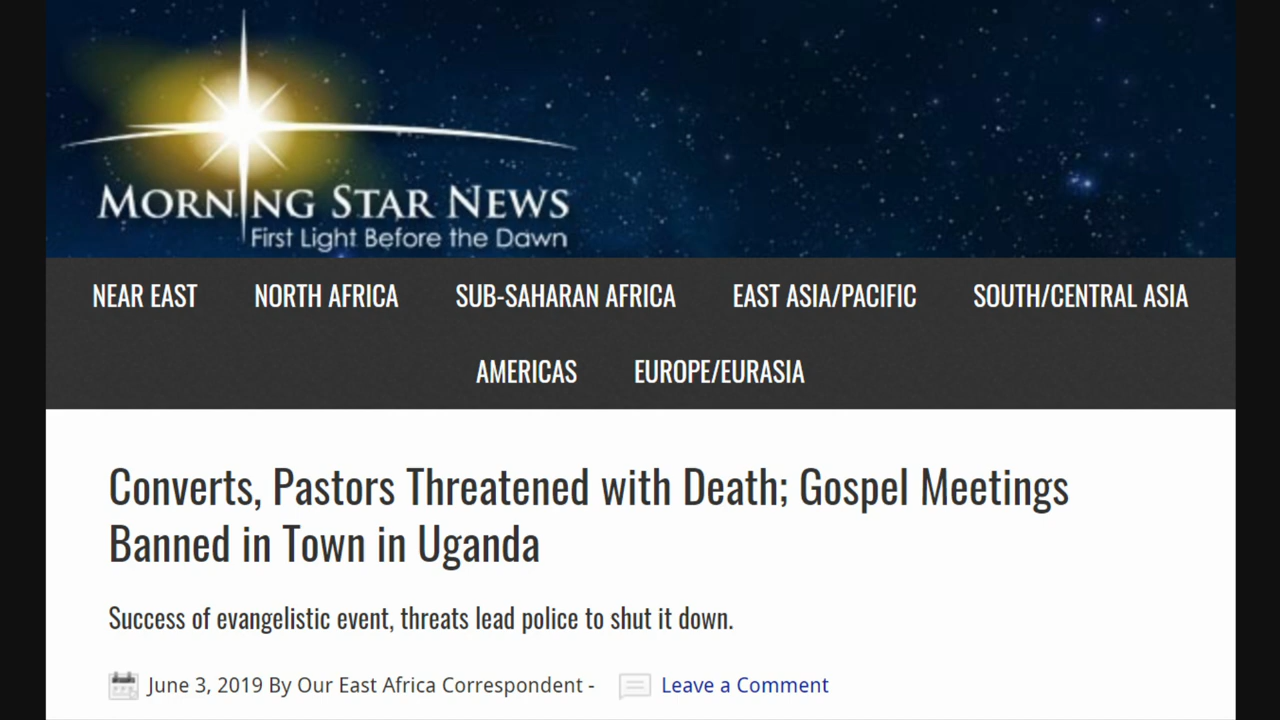 MORNING STAR NEWS
First Light Before the Dawn
NEAR EAST NORTH AFRICA SUB-SAHARAN AFRICA EAST ASIA/PACIFIC SOUTH/CENTRAL ASIA
AMERICAS EUROPE/EURASIA
Converts, Pastors Threatened with Death; Gospel Meetings
Banned in Town in Uganda
Success of evangelistic event, threats lead police to shut it down.
June 3, 2019 By Our East Africa Correspondent - Leave a Comment